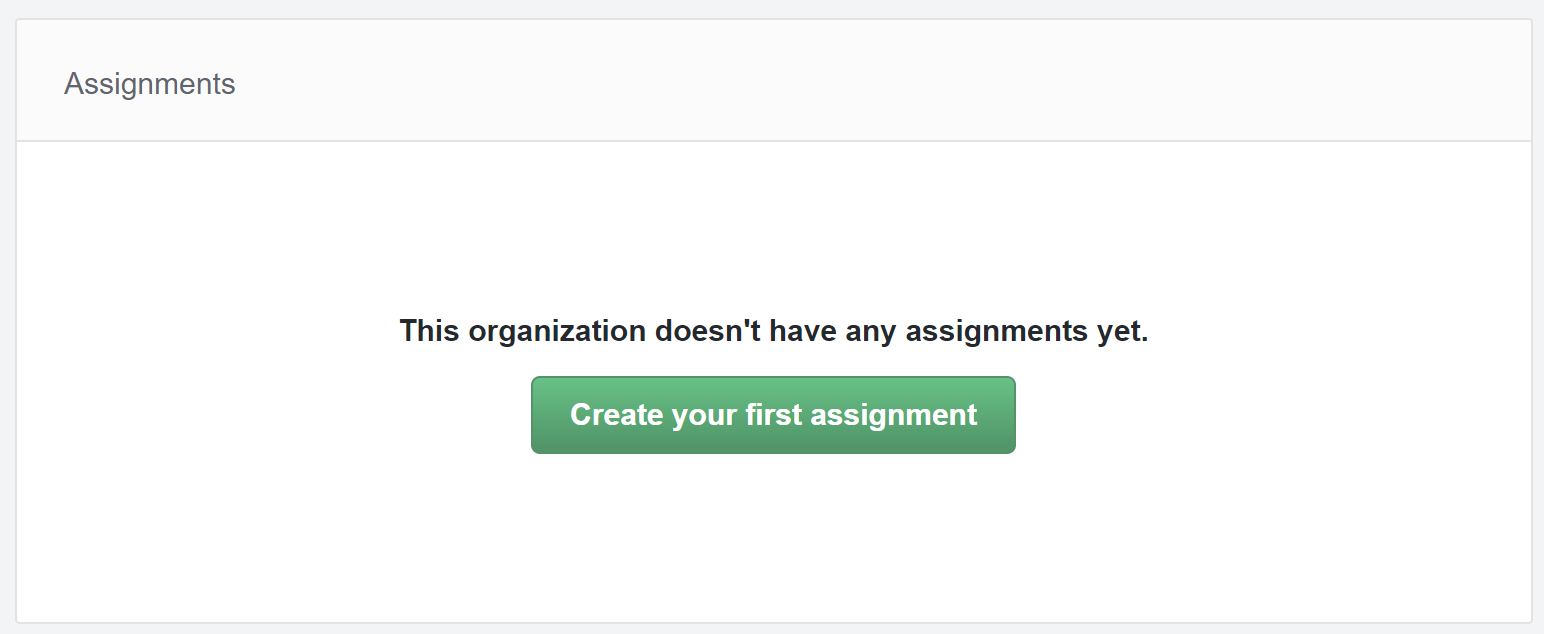 Assignments
This organization doesn't have any assignments yet.
Create your first assignment